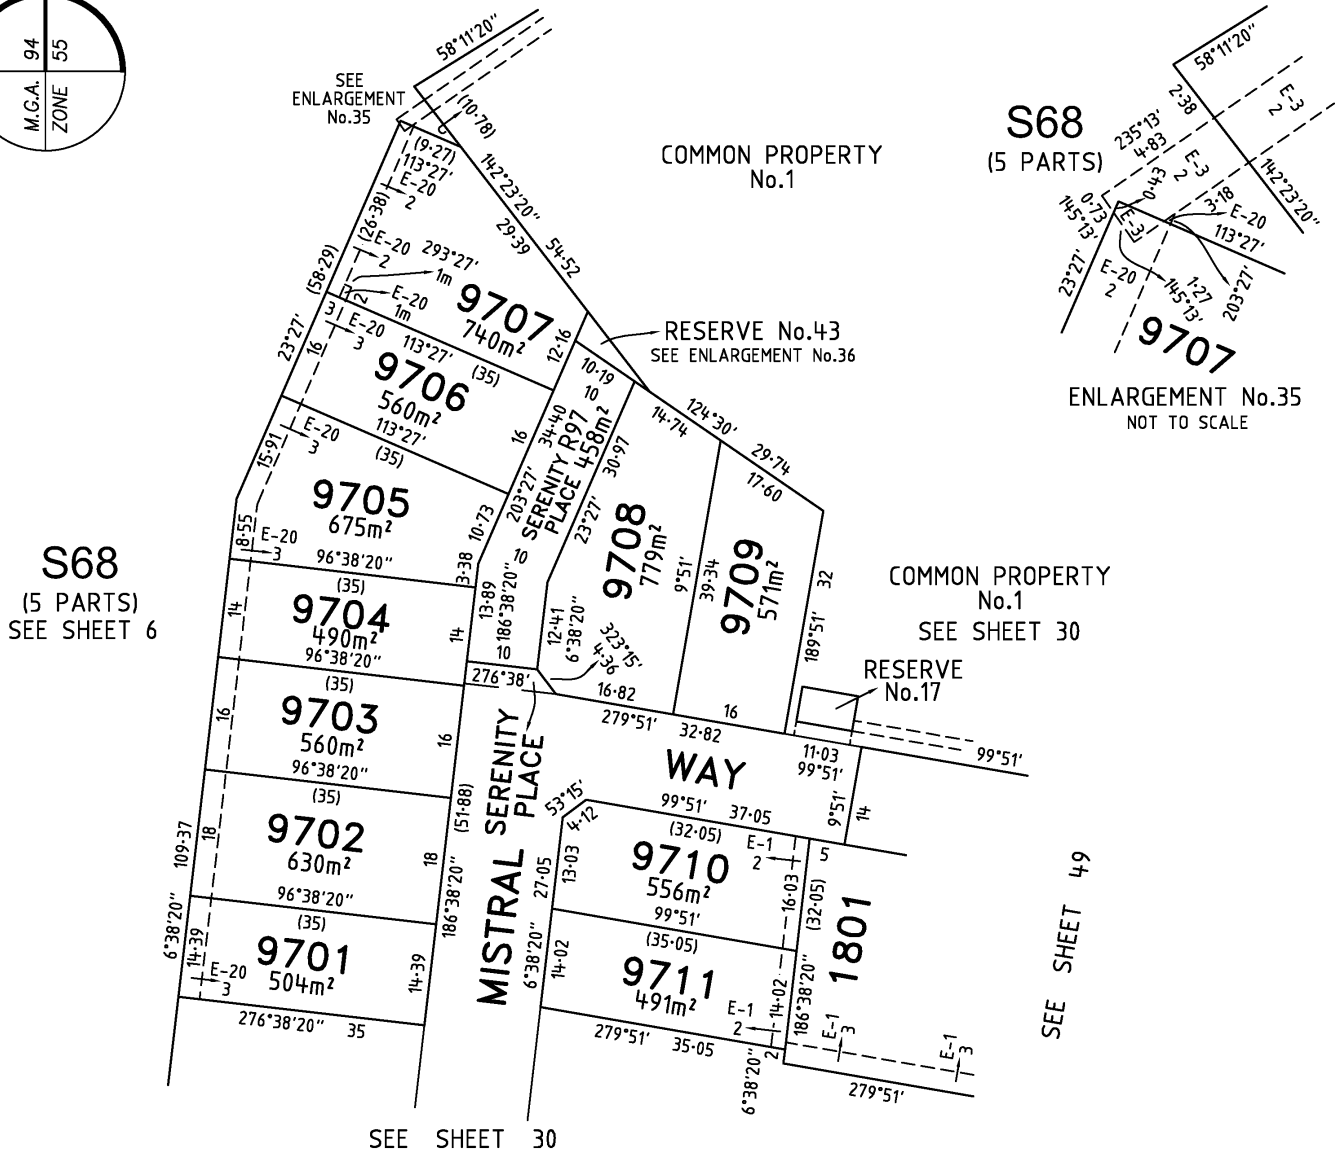 M.G.A. 94
ZONE 55
58°11'20"
SEE
ENLARGEMENT
No.35
(10·78)
(9·27)
113°27'
E-20
2
(26·38)
142°23'20"
29·39
54·52
COMMON PROPERTY
No.1
(58·29)
E-20
2
293°27'
1m
2
E-20
1m
9707
740m²
12·16
RESERVE No.43
SEE ENLARGEMENT No.36
23°27'
3
E-20
3
16
113°27'
(35)
9706
560m²
16
113°27'
(35)
10·19
10
34·40
203°27'
SERENITY R97
PLACE 458m²
30·97
23°27'
14·74
124°30'
29·74
17·60
15·91
E-20
3
9705
675m²
10·73
8·55
E-20
3
96°38'20"
3·38
(35)
10
9708
779m²
9°51'
39·34
9709
571m²
32
189°51'
S68
(5 PARTS)
SEE SHEET 6
COMMON PROPERTY
No.1
SEE SHEET 30
14
9704
490m²
14
96°38'20"
(35)
13·89
186°38'20"
10
12·41
6°38'20"
323°15'
4·36
276°38'
16·82
279°51'
32·82
16
RESERVE
No.17
99°51'
11·03
99°51'
9°51'
14
16
9703
560m²
16
96°38'20"
(35)
MISTRAL SERENITY
PLACE
WAY
53°15'
4·12
99°51'
37·05
(32·05)
109·37
18
9702
630m²
18
(51·88)
186°38'20"
96°38'20"
(35)
27·05
13·03
9710
556m²
E-1
2
16·03
5
(32·05)
99°51'
(35·05)
1801
SEE SHEET 49
6°38'20"
14·39
E-20
3
9701
504m²
14·39
276°38'20"
35
6°38'20"
14·02
9711
491m²
E-1
2
14·02
186°38'20"
E-1
3
E-1
3
279°51'
35·05
2
6°38'20"
279°51'
SEE SHEET 30
S68
(5 PARTS)
58°11'20"
2·38
E-3
2
235°13'
4·83
E-3
2
142°23'20"
0·43
0·73
145°13'
E-3
3·18
E-20
113°27'
23°27'
E-20
2
1·27
145°13'
203°27'
9707
ENLARGEMENT No.35
NOT TO SCALE